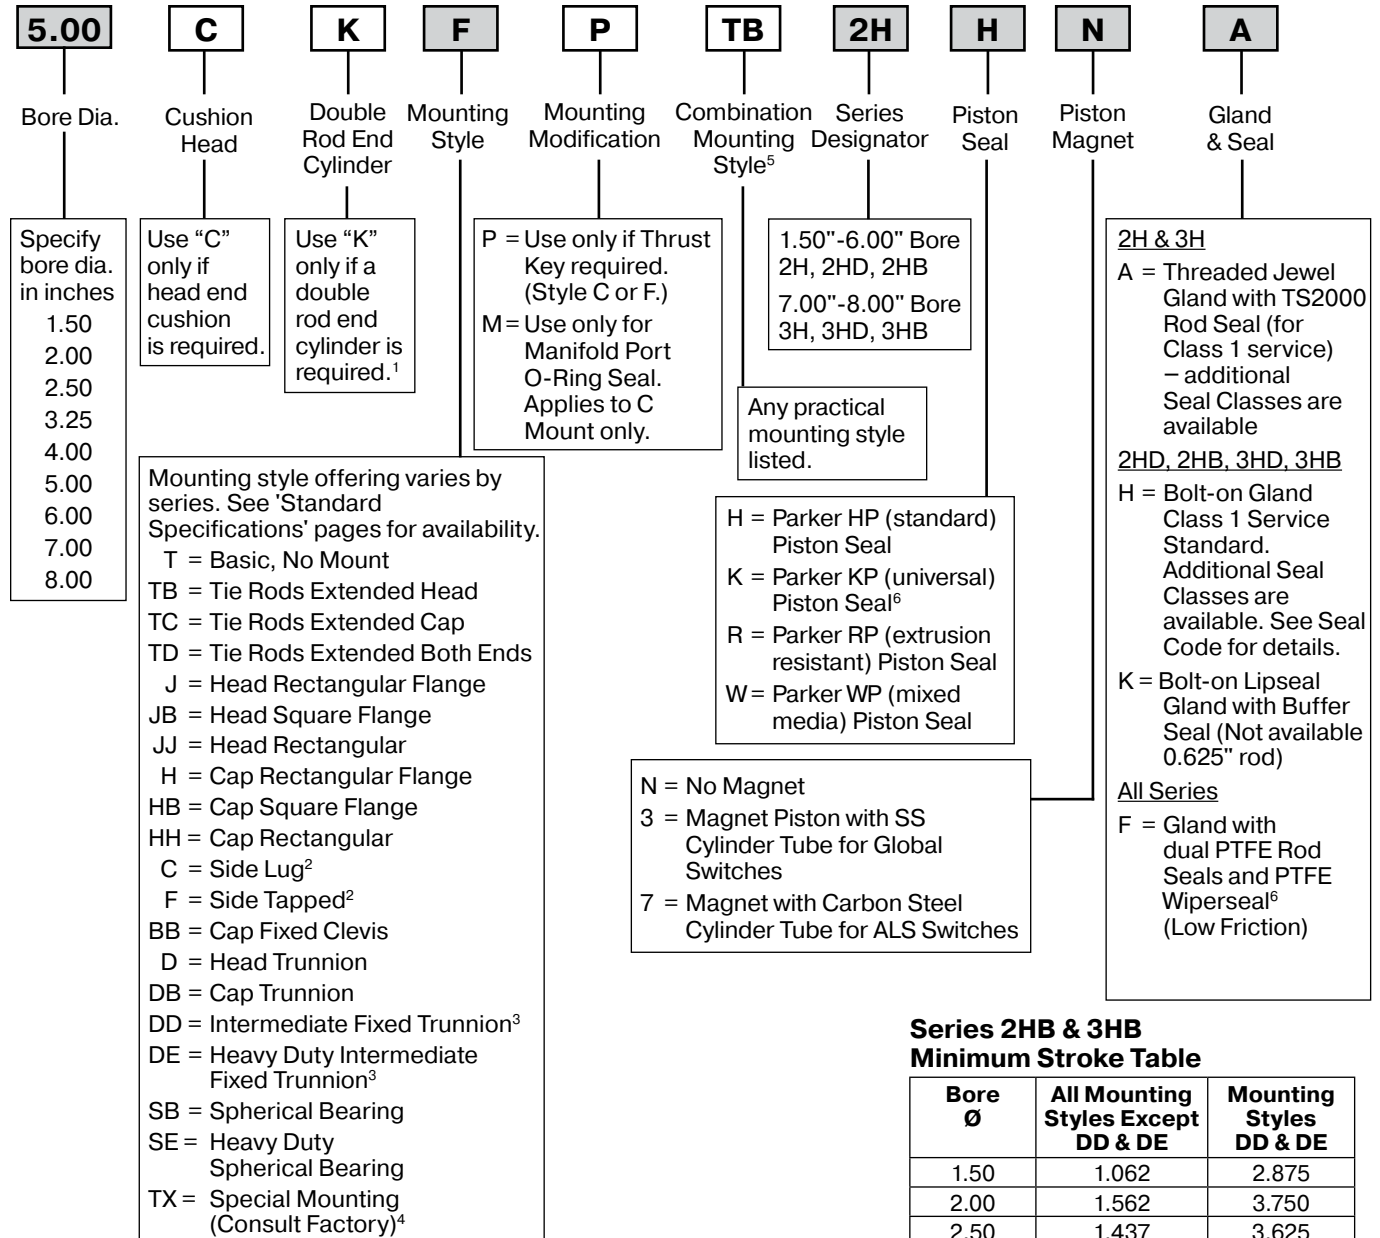 5.00 C K F P TB 2H H N A
Bore Dia.
Cushion
Head
Double
Rod End
Cylinder
Mounting
Style
Mounting
Modification
Combination
Mounting
Style5
Series
Designator
Piston
Seal
Piston
Magnet
Gland
& Seal
Specify
bore dia.
in inches
1.50
2.00
2.50
3.25
4.00
5.00
6.00
7.00
8.00
Use “C”
only if
head end
cushion
is required.
Use “K”
only if a
double
rod end
cylinder is
required.1
P = Use only if Thrust
Key required.
(Style C or F.)
M = Use only for
Manifold Port
O-Ring Seal.
Applies to C
Mount only.
1.50"-6.00" Bore
2H, 2HD, 2HB
7.00"-8.00" Bore
3H, 3HD, 3HB
Any practical
mounting style
listed.
Mounting style offering varies by
series. See 'Standard
Specifications' pages for availability.
T = Basic, No Mount
TB = Tie Rods Extended Head
TC = Tie Rods Extended Cap
TD = Tie Rods Extended Both Ends
J = Head Rectangular Flange
JB = Head Square Flange
JJ = Head Rectangular
H = Cap Rectangular Flange
HB = Cap Square Flange
HH = Cap Rectangular
C = Side Lug2
F = Side Tapped2
BB = Cap Fixed Clevis
D = Head Trunnion
DB = Cap Trunnion
DD = Intermediate Fixed Trunnion3
DE = Heavy Duty Intermediate
Fixed Trunnion3
SB = Spherical Bearing
SE = Heavy Duty
Spherical Bearing
TX = Special Mounting
(Consult Factory)4
H = Parker HP (standard)
Piston Seal
K = Parker KP (universal)
Piston Seal6
R = Parker RP (extrusion
resistant) Piston Seal
W = Parker WP (mixed
media) Piston Seal
N = No Magnet
3 = Magnet Piston with SS
Cylinder Tube for Global
Switches
7 = Magnet with Carbon Steel
Cylinder Tube for ALS Switches
2H & 3H
A = Threaded Jewel
Gland with TS2000
Rod Seal (for
Class 1 service)
– additional
Seal Classes are
available
2HD, 2HB, 3HD, 3HB
H = Bolt-on Gland
Class 1 Service
Standard.
Additional Seal
Classes are
available. See Seal
Code for details.
K = Bolt-on Lipseal
Gland with Buffer
Seal (Not available
0.625" rod)
All Series
F = Gland with
dual PTFE Rod
Seals and PTFE
Wiperseal6
(Low Friction)
Series 2HB & 3HB
Minimum Stroke Table
Bore
Ø
All Mounting
Styles Except
DD & DE
Mounting
Styles
DD & DE
1.50 1.062 2.875
2.00 1.562 3.750
2.50 1.437 3.625